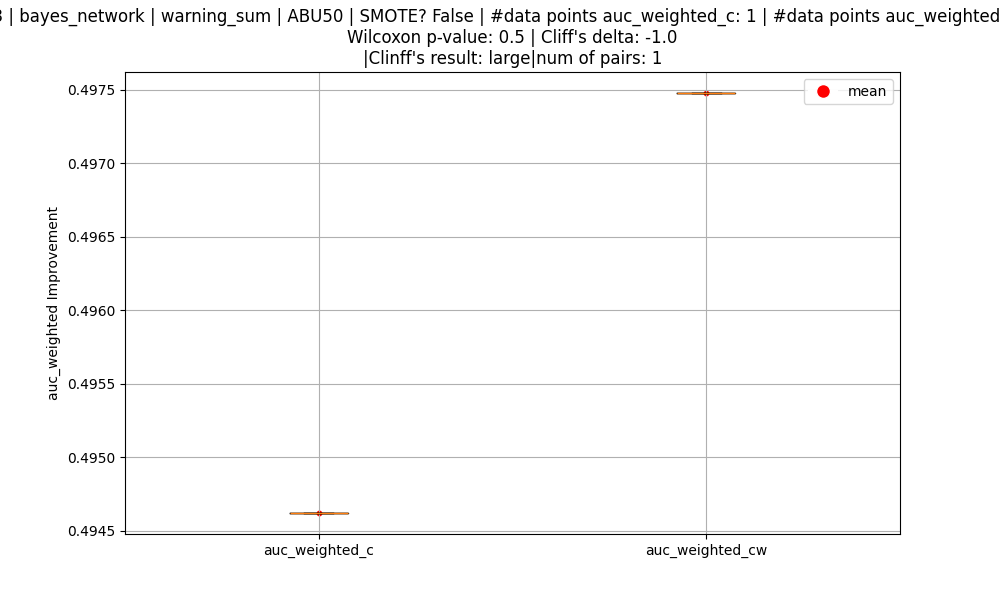 | bayes_network | warning_sum | ABU50 | SMOTE? False | #data points auc_weighted_c: 1 | #data points auc_weighted
Wilcoxon p-value: 0.5 | Cliff's delta: -1.0
|Clinff's result: large|num of pairs: 1
mean
0.4975
0.4970
0.4965
0.4960
0.4955
0.4950
0.4945
auc_weighted Improvement
auc_weighted_c
auc_weighted_cw